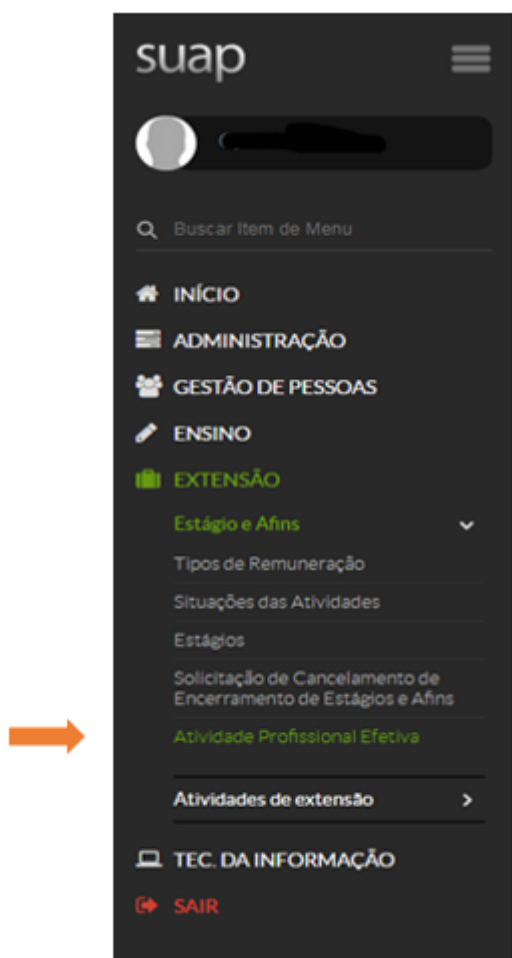 suap
Buscar Item de Menu
INÍCIO
ADMINISTRAÇÃO
GESTÃO DE PESSOAS
ENSINO
EXTENSÃO
Estágio e Afins
Tipos de Remuneração
Situações das Atividades
Estágios
Solicitação de Cancelamento de
Encerramento de Estágios e Afins
Atividade Profissional Efetiva
Atividades de extensão
TEC. DA INFORMAÇÃO
SAIR